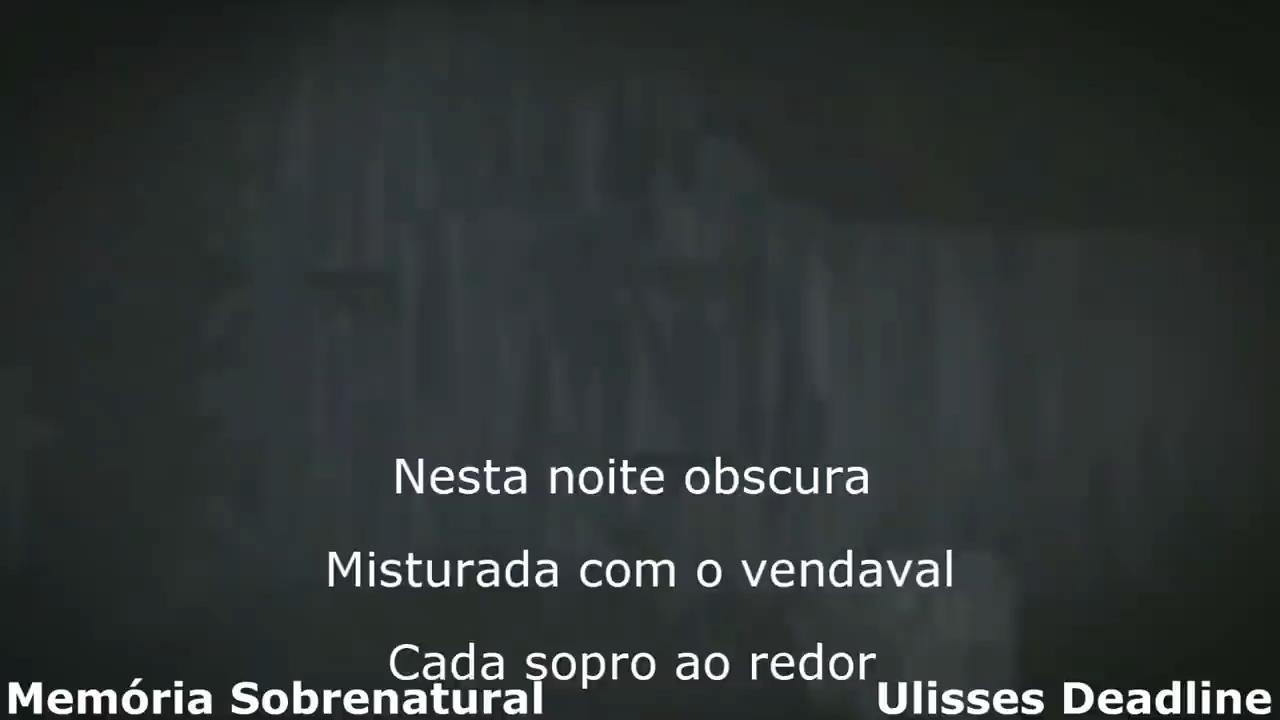 Nesta noite obscura
Misturada com o vendaval
Cada sopro ao redor
Memória Sobrenatural
Ulisses Deadline